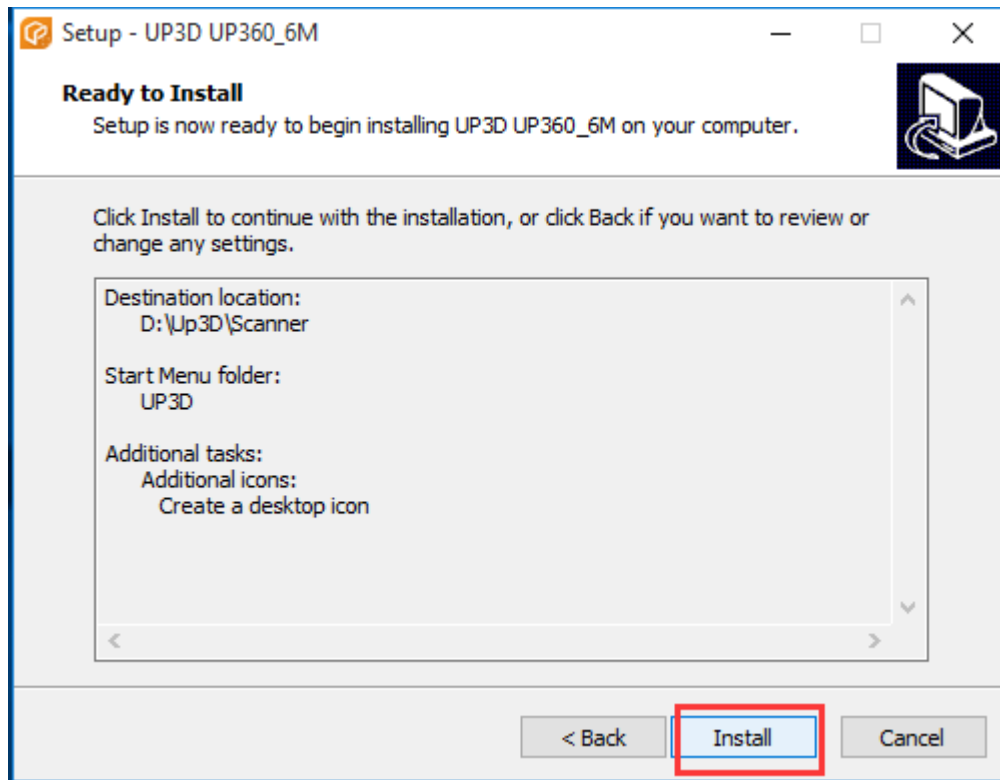 Setup - UP3D UP360_6M
Ready to Install
Setup is now ready to begin installing UP3D UP360_6M on your computer.
Click Install to continue with the installation, or click Back if you want to review or
change any settings.
Destination location:
D:\Up3D\Scanner
Start Menu folder:
UP3D
Additional tasks:
Additional icons:
Create a desktop icon
< Back
Install
Cancel